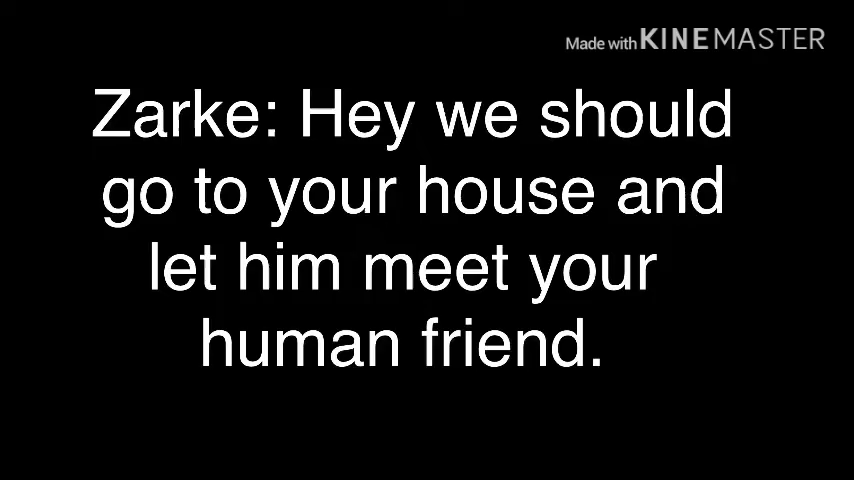 Made with KINEMASTER
Zarke: Hey we should
go to your house and
let him meet your
human friend.